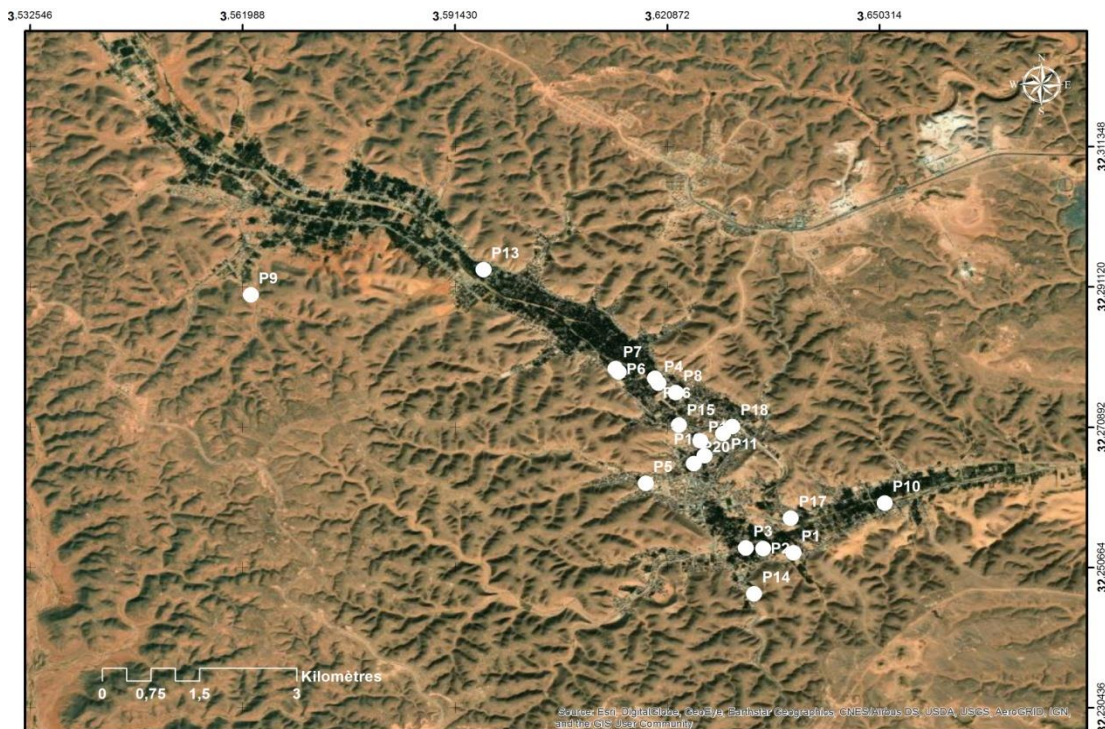 3,532546 3,561988 3,591430 3,620872 3,650314
N
W E
S
32,311348
P13
P9
32,291120
P7
P4
P6
P8
P15
P18
32,270892
P11
P20
P5
P10
P17
P3
P1
P2
32,250664
P14
Kilomètres
0 0,75 1,5 3
32,230436
Source: Esri, DigitalGlobe, GeoEye, Earthstar Geographics, CNES/Airbus DS, USDA, USGS, AeroGRID, IGN,
and the GIS User Community